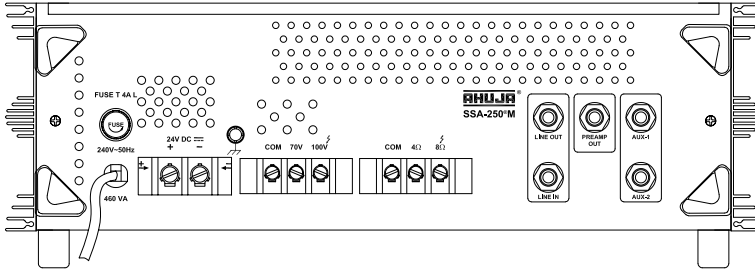 FUSE T 4A L
FUSE
240V~50Hz
460 VA
24V DC
+ −
+ −
COM 70V 100V
COM 4Ω 8Ω
AHUJA®
SSA-250°M
LINE OUT
PREAMP
OUT
AUX-1
LINE IN
AUX-2